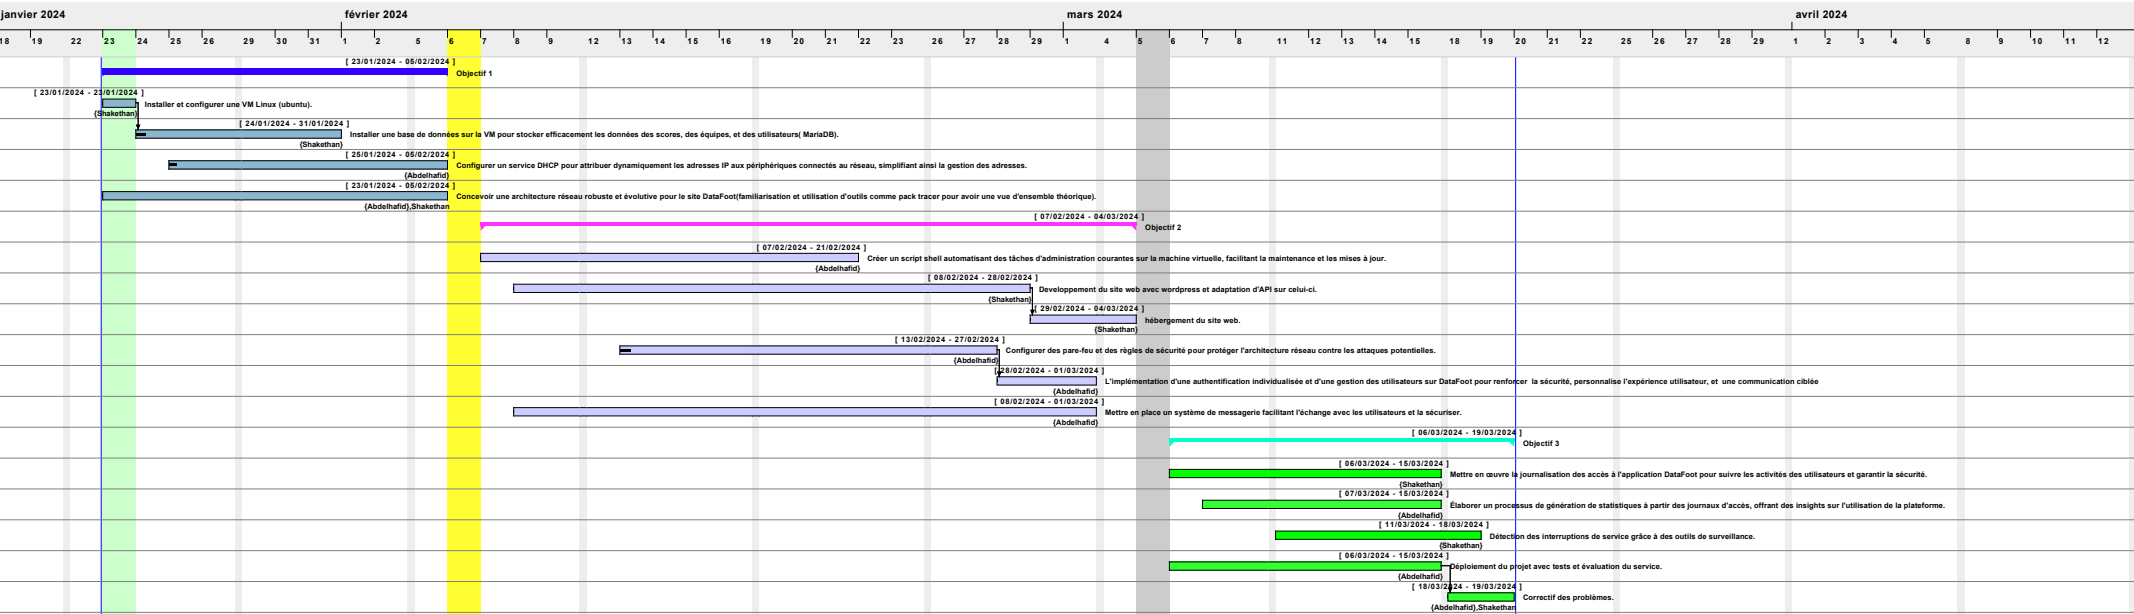 janvier 2024 février 2024 mars 2024 avril 2024
18 19 22 23 24 25 26 29 30 31 1 2 5 6 7 8 9 12 13 14 15 16 19 20 21 22 23 26 27 28 29 1 4 5 6 7 8 11 12 13 14 15 18 19 20 21 22 25 26 27 28 29 1 2 3 4 5 8 9 10 11 12
[ 23/01/2024 - 05/02/2024 ]
Objectif 1
[ 23/01/2024 - 23/01/2024 ]
Installer et configurer une VM Linux (ubuntu).
{Shakethan}
[ 24/01/2024 - 31/01/2024 ]
Installer une base de données sur la VM pour stocker efficacement les données des scores, des équipes, et des utilisateurs( MariaDB).
{Shakethan}
[ 25/01/2024 - 05/02/2024 ]
Configurer un service DHCP pour attribuer dynamiquement les adresses IP aux périphériques connectés au réseau, simplifiant ainsi la gestion des adresses.
{Abdelhafid}
[ 23/01/2024 - 05/02/2024 ]
Concevoir une architecture réseau robuste et évolutive pour le site DataFoot(familiarisation et utilisation d'outils comme pack tracer pour avoir une vue d'ensemble théorique).
{Abdelhafid},Shakethan
[ 07/02/2024 - 04/03/2024 ]
Objectif 2
[ 07/02/2024 - 21/02/2024 ]
Créer un script shell automatisant des tâches d'administration courantes sur la machine virtuelle, facilitant la maintenance et les mises à jour.
{Abdelhafid}
[ 08/02/2024 - 28/02/2024 ]
Developpement du site web avec wordpress et adaptation d'API sur celui-ci.
{Shakethan}
[ 29/02/2024 - 04/03/2024 ]
hébergement du site web.
{Shakethan}
[ 13/02/2024 - 27/02/2024 ]
Configurer des pare-feu et des règles de sécurité pour protéger l'architecture réseau contre les attaques potentielles.
{Abdelhafid}
[ 28/02/2024 - 01/03/2024 ]
L'implémentation d'une authentification individualisée et d'une gestion des utilisateurs sur DataFoot pour renforcer la sécurité, personnalise l'expérience utilisateur, et une communication ciblée
{Abdelhafid}
[ 08/02/2024 - 01/03/2024 ]
Mettre en place un système de messagerie facilitant l'échange avec les utilisateurs et la sécuriser.
{Abdelhafid}
[ 06/03/2024 - 19/03/2024 ]
Objectif 3
[ 06/03/2024 - 15/03/2024 ]
Mettre en œuvre la journalisation des accès à l'application DataFoot pour suivre les activités des utilisateurs et garantir la sécurité.
{Shakethan}
[ 07/03/2024 - 15/03/2024 ]
Élaborer un processus de génération de statistiques à partir des journaux d'accès, offrant des insights sur l'utilisation de la plateforme.
{Abdelhafid}
[ 11/03/2024 - 18/03/2024 ]
Détection des interruptions de service grâce à des outils de surveillance.
{Shakethan}
[ 06/03/2024 - 15/03/2024 ]
Déploiement du projet avec tests et évaluation du service.
{Abdelhafid}
[ 18/03/2024 - 19/03/2024 ]
Correctif des problèmes.
{Abdelhafid},Shakethan